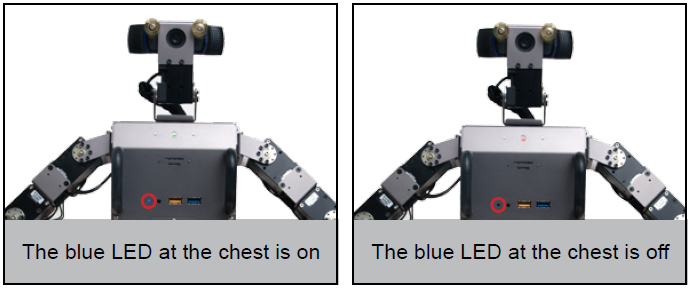 The blue LED at the chest is on
The blue LED at the chest is off